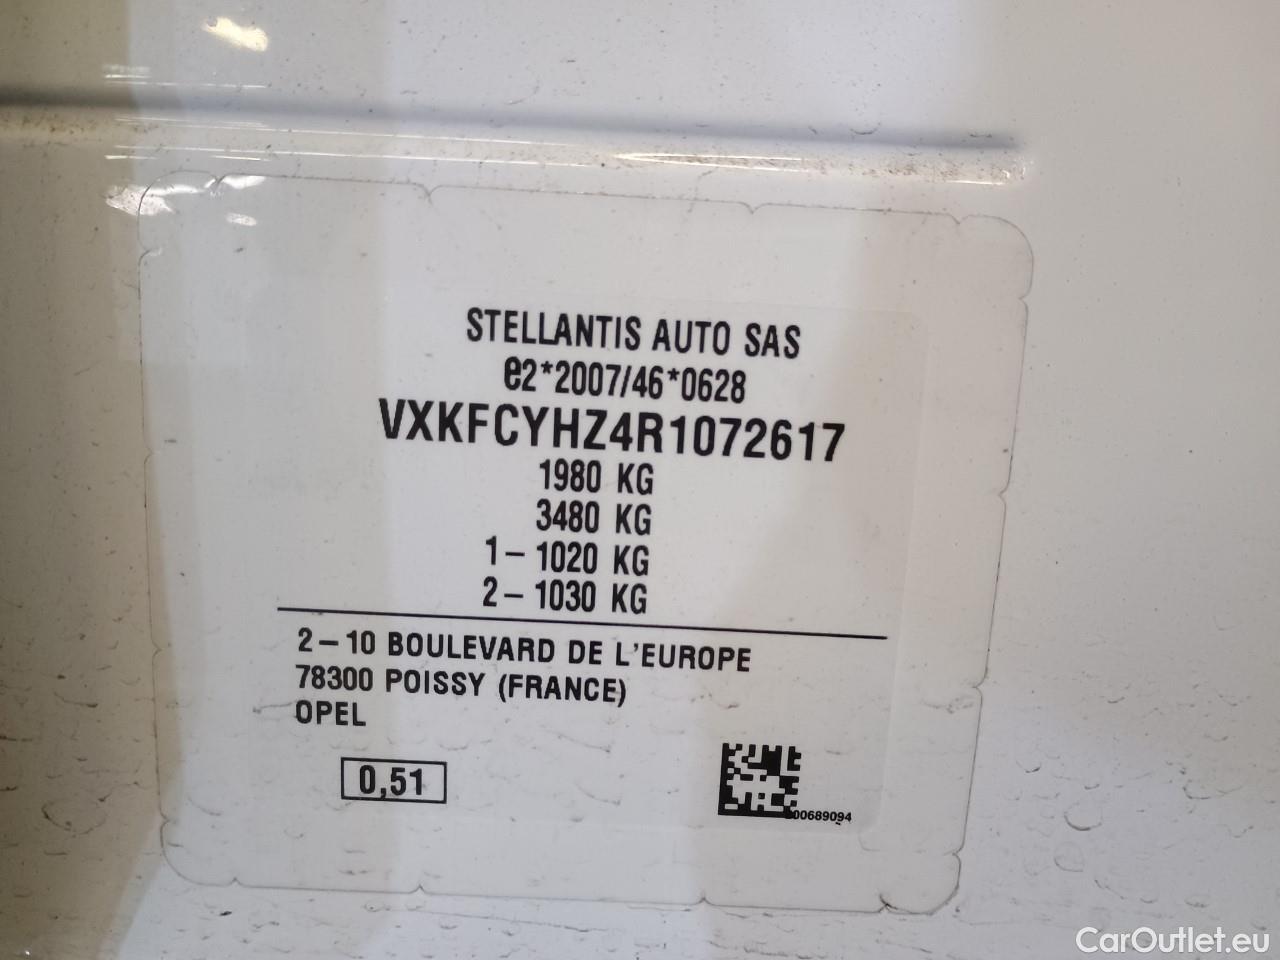 STELLANTIS AUTO SAS
e2*2007/46*0628
VXKFCYHZ4R1072617
1980 KG
3480 KG
1 – 1020 KG
2 – 1030 KG
2 – 10 BOULEVARD DE L'EUROPE
78300 POISSY (FRANCE)
OPEL
0,51
00689094
CarOutlet.eu